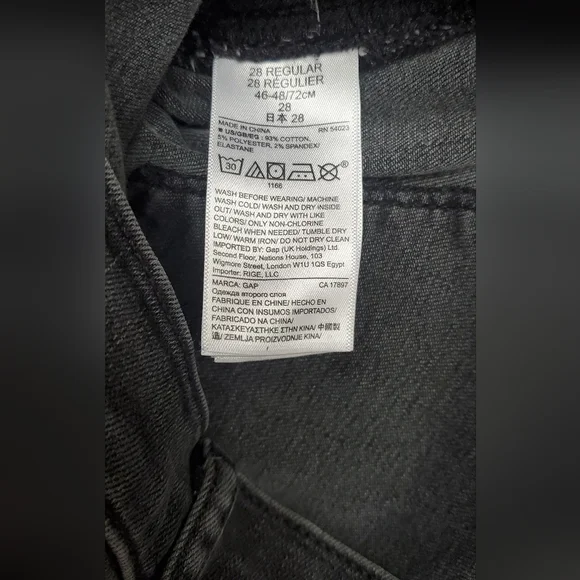 28 REGULAR
28 RÉGULIER
46-48/72CM
28
日本 28
MADE IN CHINA RN 54023
■ US/GB/EG : 93% COTTON,
5% POLYESTER, 2% SPANDEX/
ELASTANE
30 ®
1166
WASH BEFORE WEARING/ MACHINE
WASH COLD/ WASH AND DRY INSIDE
OUT/ WASH AND DRY WITH LIKE
COLORS/ ONLY NON-CHLORINE
BLEACH WHEN NEEDED/ TUMBLE DRY
LOW/ WARM IRON/ DO NOT DRY CLEAN
IMPORTED BY: Gap (UK Holdings) Ltd.
Second Floor, Nations House, 103
Wigmore Street, London W1U 1QS Egypt
Importer: RIGE, LLC
MARCA: GAP CA 17897
Одежда второго слоя
FABRIQUE EN CHINE/ HECHO EN
CHINA CON INSUMOS IMPORTADOS/
FABRICADO NA CHINA/
ΚΑΤΑΣΚΕΥΑΣΤΗΚΕ ΣΤΗΝ ΚΙΝΑ/ 中國製
造/ ZEMLJA PROIZVODNJE KINA/